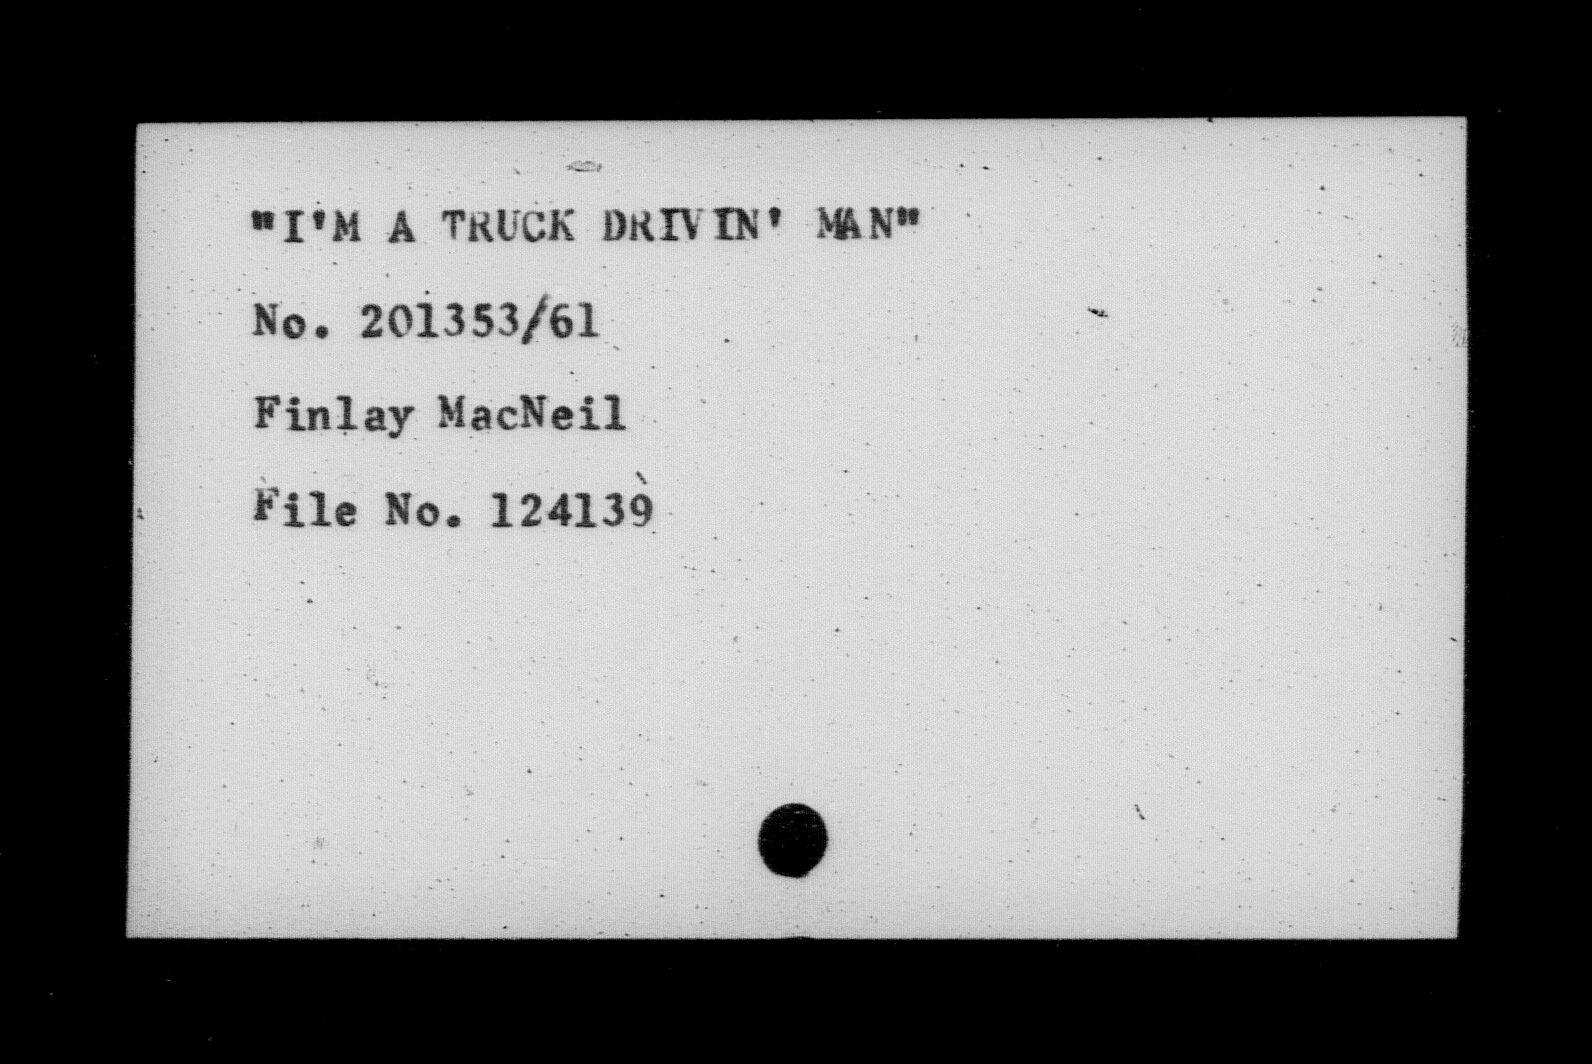 "I'M A TRUCK DRIVIN' MAN"
No. 201353/61
Finlay MacNeil
File No. 124139